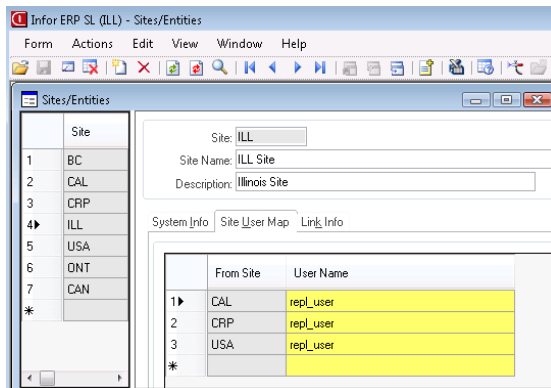 Infor ERP SL (ILL) - Sites/Entities
Form Actions Edit View Window Help
Sites/Entities
Site
1 BC
2 CAL
3 CRP
4 ILL
5 USA
6 ONT
7 CAN
Site: ILL
Site Name: ILL Site
Description: Illinois Site
System Info Site User Map Link Info
From Site User Name
1 CAL repl_user
2 CRP repl_user
3 USA repl_user